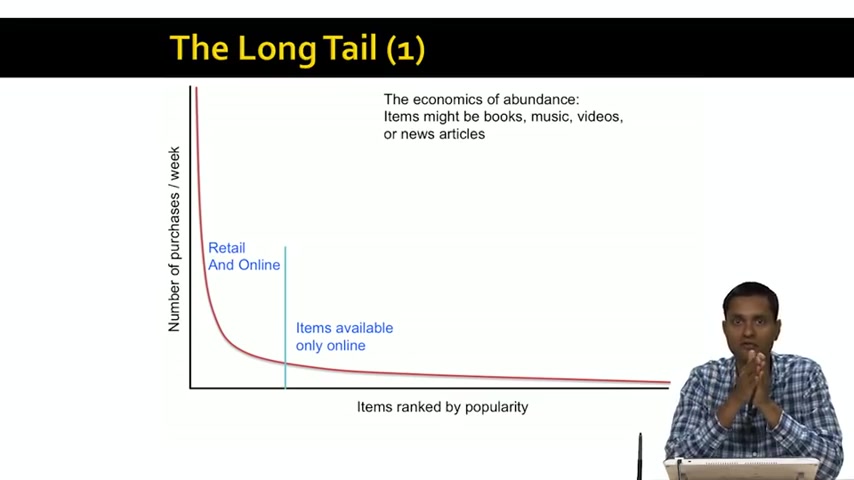 The Long Tail (1)
The economics of abundance:
Items might be books, music, videos,
or news articles
Number of purchases / week
Retail
And Online
Items available
only online
Items ranked by popularity